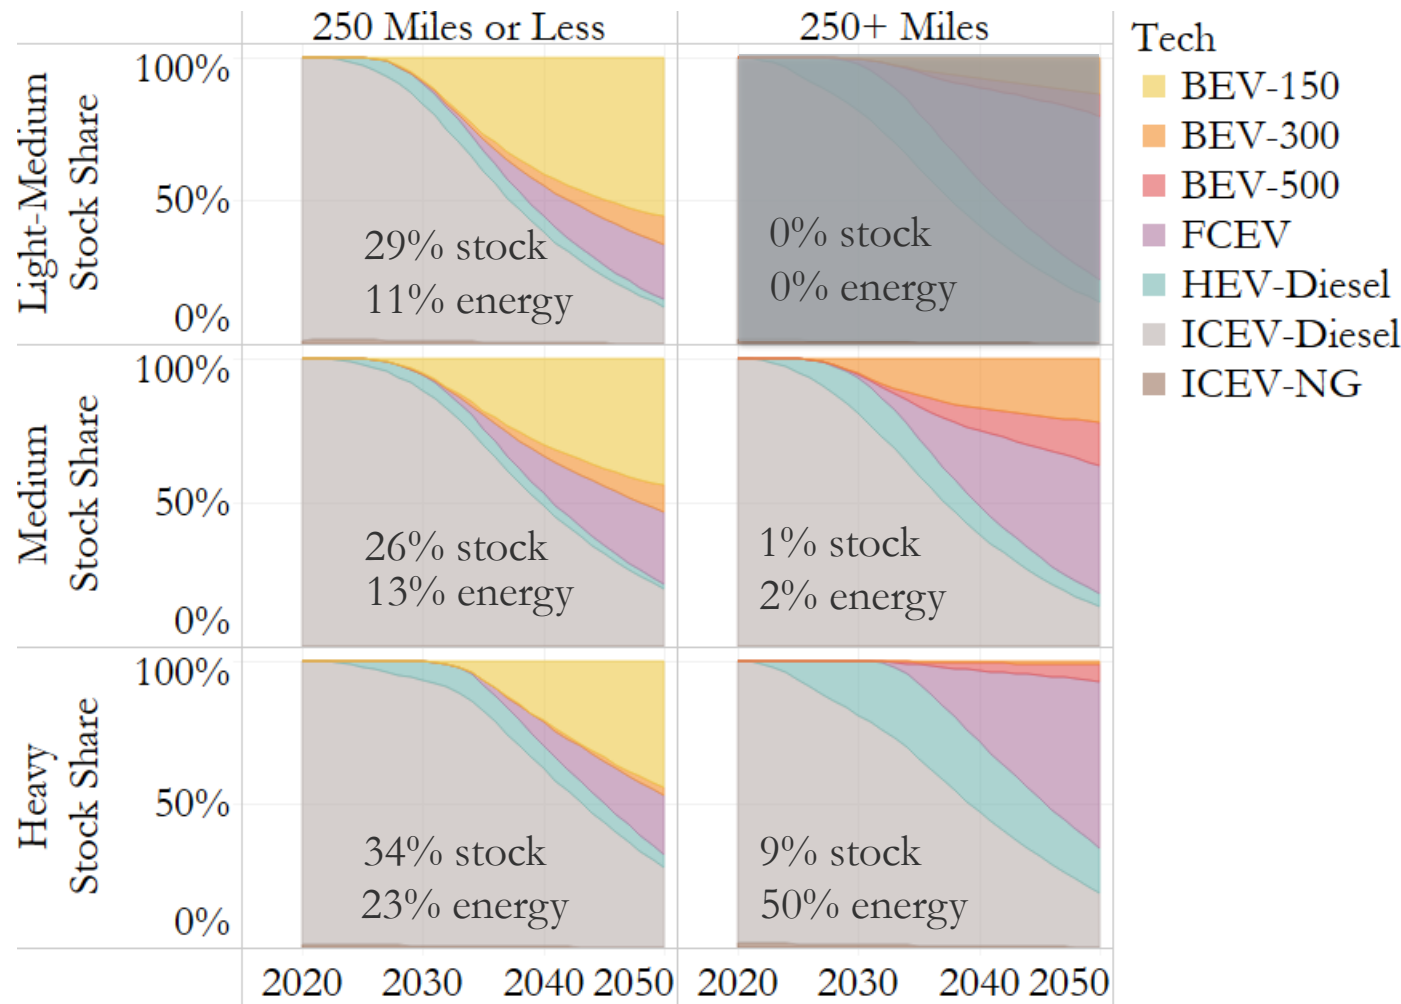 250 Miles or Less
250+ Miles
Tech
BEV-150
BEV-300
BEV-500
FCEV
HEV-Diesel
ICEV-Diesel
ICEV-NG
Light-Medium
Stock Share
100%
50%
0%
29% stock
11% energy
0% stock
0% energy
Medium
Stock Share
100%
50%
0%
26% stock
13% energy
1% stock
2% energy
Heavy
Stock Share
100%
50%
0%
34% stock
23% energy
9% stock
50% energy
2020 2030 2040 2050
2020 2030 2040 2050